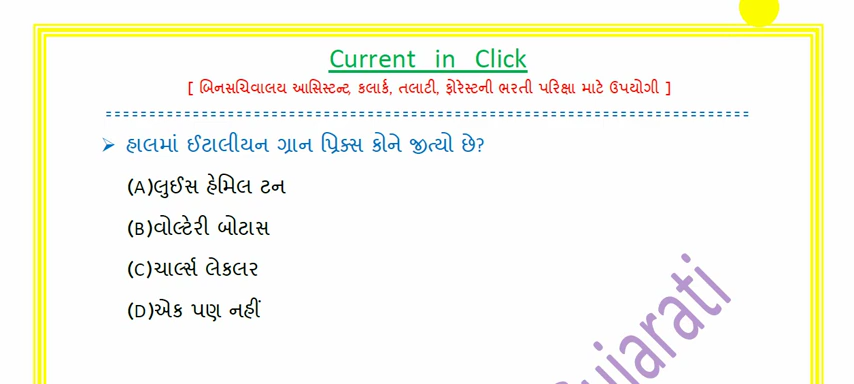 Current in Click
[ બિનસચિવાલય આસિસ્ટન્ટ, કલાર્ક, તલાટી, ફોરેસ્ટની ભરતી પરિક્ષા માટે ઉપયોગી ]
➢ હાલમાં ઈટાલીયન ગ્રાન પ્રિક્સ કોને જીત્યો છે?
(A)લુઈસ હેમિલ ટન
(B)વોલ્ટેરી બોટાસ
(C)ચાર્લ્સ લેકલર
(D)એક પણ નહીં